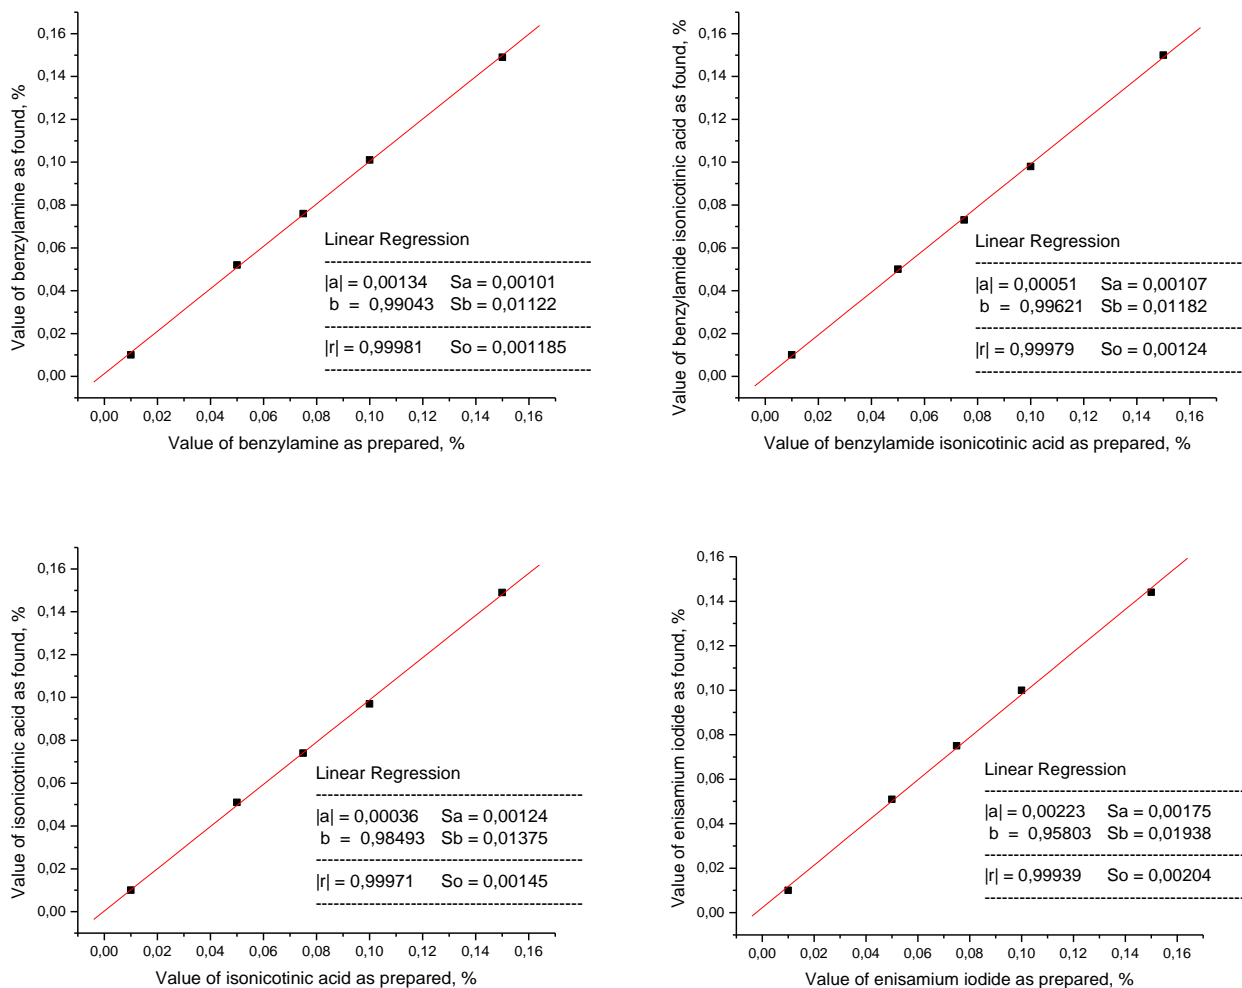 0,16
0,14
0,12
0,10
0,08
0,06
0,04
0,02
0,00
Value of benzylamine as found, %
Linear Regression
|a| = 0,00134 Sa = 0,00101
b = 0,99043 Sb = 0,01122
|r| = 0,99981 So = 0,001185
0,00 0,02 0,04 0,06 0,08 0,10 0,12 0,14 0,16
Value of benzylamine as prepared, %
0,16
0,14
0,12
0,10
0,08
0,06
0,04
0,02
0,00
Value of benzylamide isonicotinic acid as found, %
Linear Regression
|a| = 0,00051 Sa = 0,00107
b = 0,99621 Sb = 0,01182
|r| = 0,99979 So = 0,00124
0,00 0,02 0,04 0,06 0,08 0,10 0,12 0,14 0,16
Value of benzylamide isonicotinic acid as prepared, %
0,16
0,14
0,12
0,10
0,08
0,06
0,04
0,02
0,00
Value of isonicotinic acid as found, %
Linear Regression
|a| = 0,00036 Sa = 0,00124
b = 0,98493 Sb = 0,01375
|r| = 0,99971 So = 0,00145
0,00 0,02 0,04 0,06 0,08 0,10 0,12 0,14 0,16
Value of isonicotinic acid as prepared, %
0,16
0,14
0,12
0,10
0,08
0,06
0,04
0,02
0,00
Value of enisamium iodide as found, %
Linear Regression
|a| = 0,00223 Sa = 0,00175
b = 0,95803 Sb = 0,01938
|r| = 0,99939 So = 0,00204
0,00 0,02 0,04 0,06 0,08 0,10 0,12 0,14 0,16
Value of enisamium iodide as prepared, %